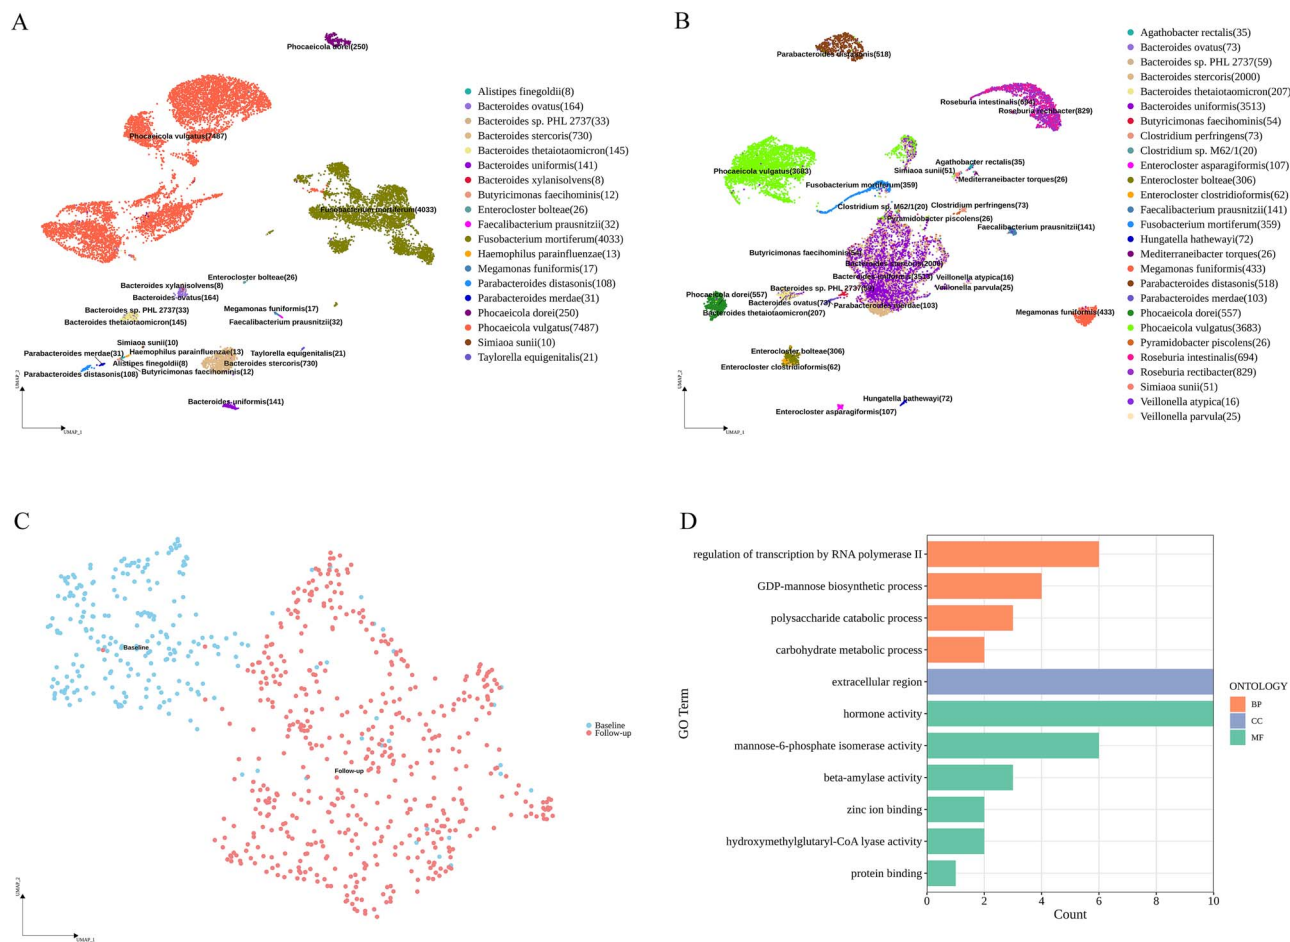 A
Phocaeicola dorei(250)
Phocaeicola vulgatus(7487)
Fusobacterium mortiferum(4033)
Enterocloster bolteae(26)
Bacteroides xylanisolvens(8)
Bacteroides ovatus(164)
Bacteroides sp. PHL 2737(33)
Megamonas funiformis(17)
Bacteroides thetaiotaomicron(145)
Faecalibacterium prausnitzii(32)
Simiaoa sunii(10)
Parabacteroides merdae(31)
Haemophilus parainfluenzae(13)
Taylorella equigenitalis(21)
Alistipes finegoldii(8)
Bacteroides stercoris(730)
Parabacteroides distasonis(108)
Butyricimonas faecihominis(12)
Bacteroides uniformis(141)
UMAP_2
UMAP_1
Alistipes finegoldii(8)
Bacteroides ovatus(164)
Bacteroides sp. PHL 2737(33)
Bacteroides stercoris(730)
Bacteroides thetaiotaomicron(145)
Bacteroides uniformis(141)
Bacteroides xylanisolvens(8)
Butyricimonas faecihominis(12)
Enterocloster bolteae(26)
Faecalibacterium prausnitzii(32)
Fusobacterium mortiferum(4033)
Haemophilus parainfluenzae(13)
Megamonas funiformis(17)
Parabacteroides distasonis(108)
Parabacteroides merdae(31)
Phocaeicola dorei(250)
Phocaeicola vulgatus(7487)
Simiaoa sunii(10)
Taylorella equigenitalis(21)
B
Parabacteroides distasonis(518)
Roseburia intestinalis(694)
Roseburia rectibacter(829)
Phocaeicola vulgatus(3683)
Agathobacter rectalis(35)
Simiaoa sunii(51)
Mediterraneibacter torques(26)
Fusobacterium mortiferum(359)
Clostridium sp. M62/1(20)
Clostridium perfringens(73)
Pyramidobacter piscolens(26)
Faecalibacterium prausnitzii(141)
Butyricimonas faecihominis(54)
Bacteroides stercoris(2000)
Bacteroides uniformis(3513)
Veillonella atypica(16)
Veillonella parvula(25)
Bacteroides sp. PHL 2737(59)
Phocaeicola dorei(557)
Bacteroides ovatus(73)
Parabacteroides merdae(103)
Bacteroides thetaiotaomicron(207)
Megamonas funiformis(433)
Enterocloster bolteae(306)
Enterocloster clostridioformis(62)
Hungatella hathewayi(72)
Enterocloster asparagiformis(107)
UMAP_2
UMAP_1
Agathobacter rectalis(35)
Bacteroides ovatus(73)
Bacteroides sp. PHL 2737(59)
Bacteroides stercoris(2000)
Bacteroides thetaiotaomicron(207)
Bacteroides uniformis(3513)
Butyricimonas faecihominis(54)
Clostridium perfringens(73)
Clostridium sp. M62/1(20)
Enterocloster asparagiformis(107)
Enterocloster bolteae(306)
Enterocloster clostridioformis(62)
Faecalibacterium prausnitzii(141)
Fusobacterium mortiferum(359)
Hungatella hathewayi(72)
Mediterraneibacter torques(26)
Megamonas funiformis(433)
Parabacteroides distasonis(518)
Parabacteroides merdae(103)
Phocaeicola dorei(557)
Phocaeicola vulgatus(3683)
Pyramidobacter piscolens(26)
Roseburia intestinalis(694)
Roseburia rectibacter(829)
Simiaoa sunii(51)
Veillonella atypica(16)
Veillonella parvula(25)
C
Baseline
Follow-up
UMAP_2
UMAP_1
Baseline
Follow-up
D
GO Term
regulation of transcription by RNA polymerase II
GDP-mannose biosynthetic process
polysaccharide catabolic process
carbohydrate metabolic process
extracellular region
hormone activity
mannose-6-phosphate isomerase activity
beta-amylase activity
zinc ion binding
hydroxymethylglutaryl-CoA lyase activity
protein binding
0 2 4 6 8 10
Count
ONTOLOGY
BP
CC
MF